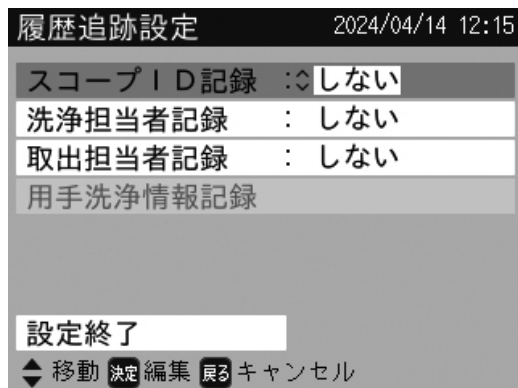 履歴追跡設定 2024/04/14 12:15
スコープＩＤ記録 : しない
洗浄担当者記録 : しない
取出担当者記録 : しない
用手洗浄情報記録
設定終了
移動 決定 編集 戻る キャンセル